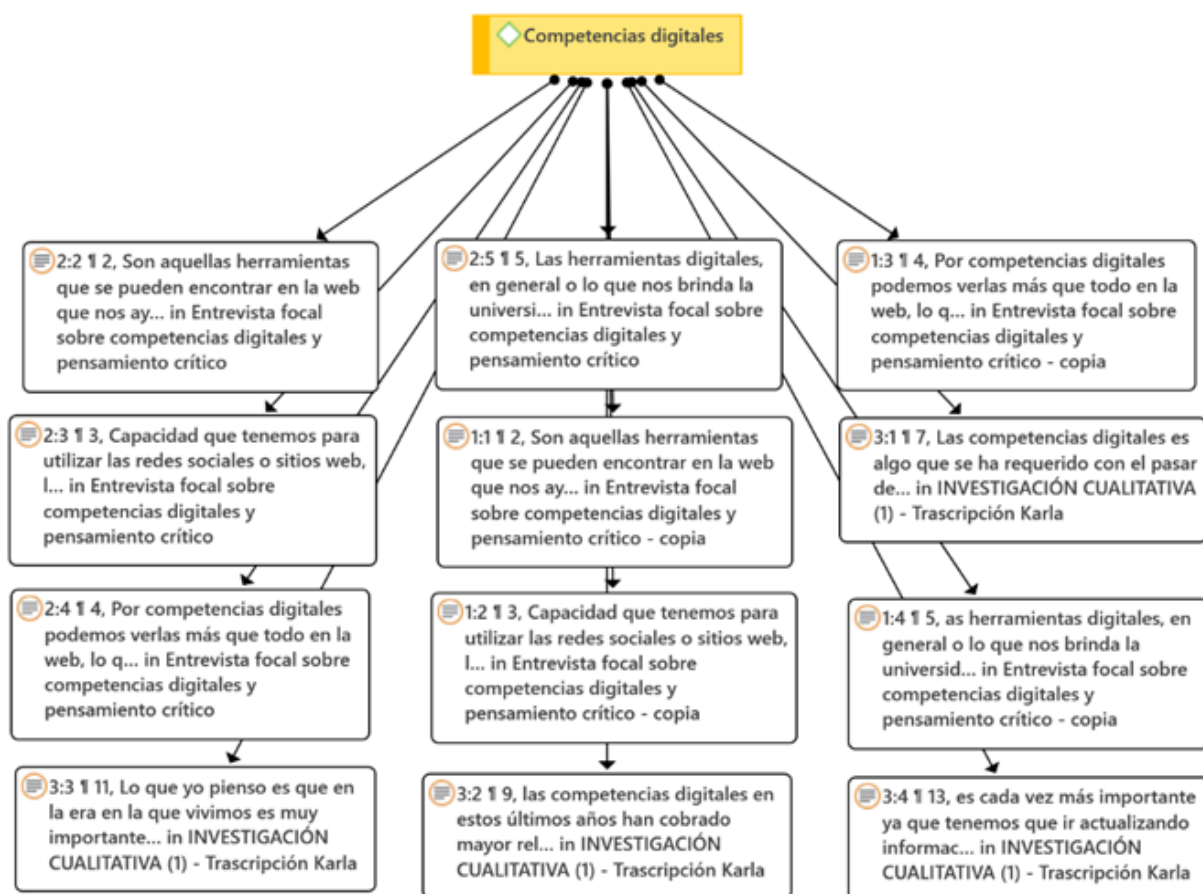 Competencias digitales
2:2 ¶ 2, Son aquellas herramientas
que se pueden encontrar en la web
que nos ay... in Entrevista focal
sobre competencias digitales y
pensamiento crítico
2:5 ¶ 5, Las herramientas digitales,
en general o lo que nos brinda la
universi... in Entrevista focal sobre
competencias digitales y
pensamiento crítico
1:3 ¶ 4, Por competencias digitales
podemos verlas más que todo en la
web, lo q... in Entrevista focal sobre
competencias digitales y
pensamiento crítico - copia
2:3 ¶ 3, Capacidad que tenemos para
utilizar las redes sociales o sitios web,
l... in Entrevista focal sobre
competencias digitales y
pensamiento crítico
1:1 ¶ 2, Son aquellas herramientas
que se pueden encontrar en la web
que nos ay... in Entrevista focal
sobre competencias digitales y
pensamiento crítico - copia
3:1 ¶ 7, Las competencias digitales es
algo que se ha requerido con el pasar
de... in INVESTIGACIÓN CUALITATIVA
(1) - Trascripción Karla
2:4 ¶ 4, Por competencias digitales
podemos verlas más que todo en la
web, lo q... in Entrevista focal sobre
competencias digitales y
pensamiento crítico
1:2 ¶ 3, Capacidad que tenemos para
utilizar las redes sociales o sitios web,
l... in Entrevista focal sobre
competencias digitales y
pensamiento crítico - copia
1:4 ¶ 5, as herramientas digitales, en
general o lo que nos brinda la
universid... in Entrevista focal sobre
competencias digitales y
pensamiento crítico - copia
3:3 ¶ 11, Lo que yo pienso es que en
la era en la que vivimos es muy
importante... in INVESTIGACIÓN
CUALITATIVA (1) - Trascripción Karla
3:2 ¶ 9, las competencias digitales en
estos últimos años han cobrado
mayor rel... in INVESTIGACIÓN
CUALITATIVA (1) - Trascripción Karla
3:4 ¶ 13, es cada vez más importante
ya que tenemos que ir actualizando
informac... in INVESTIGACIÓN
CUALITATIVA (1) - Trascripción Karla